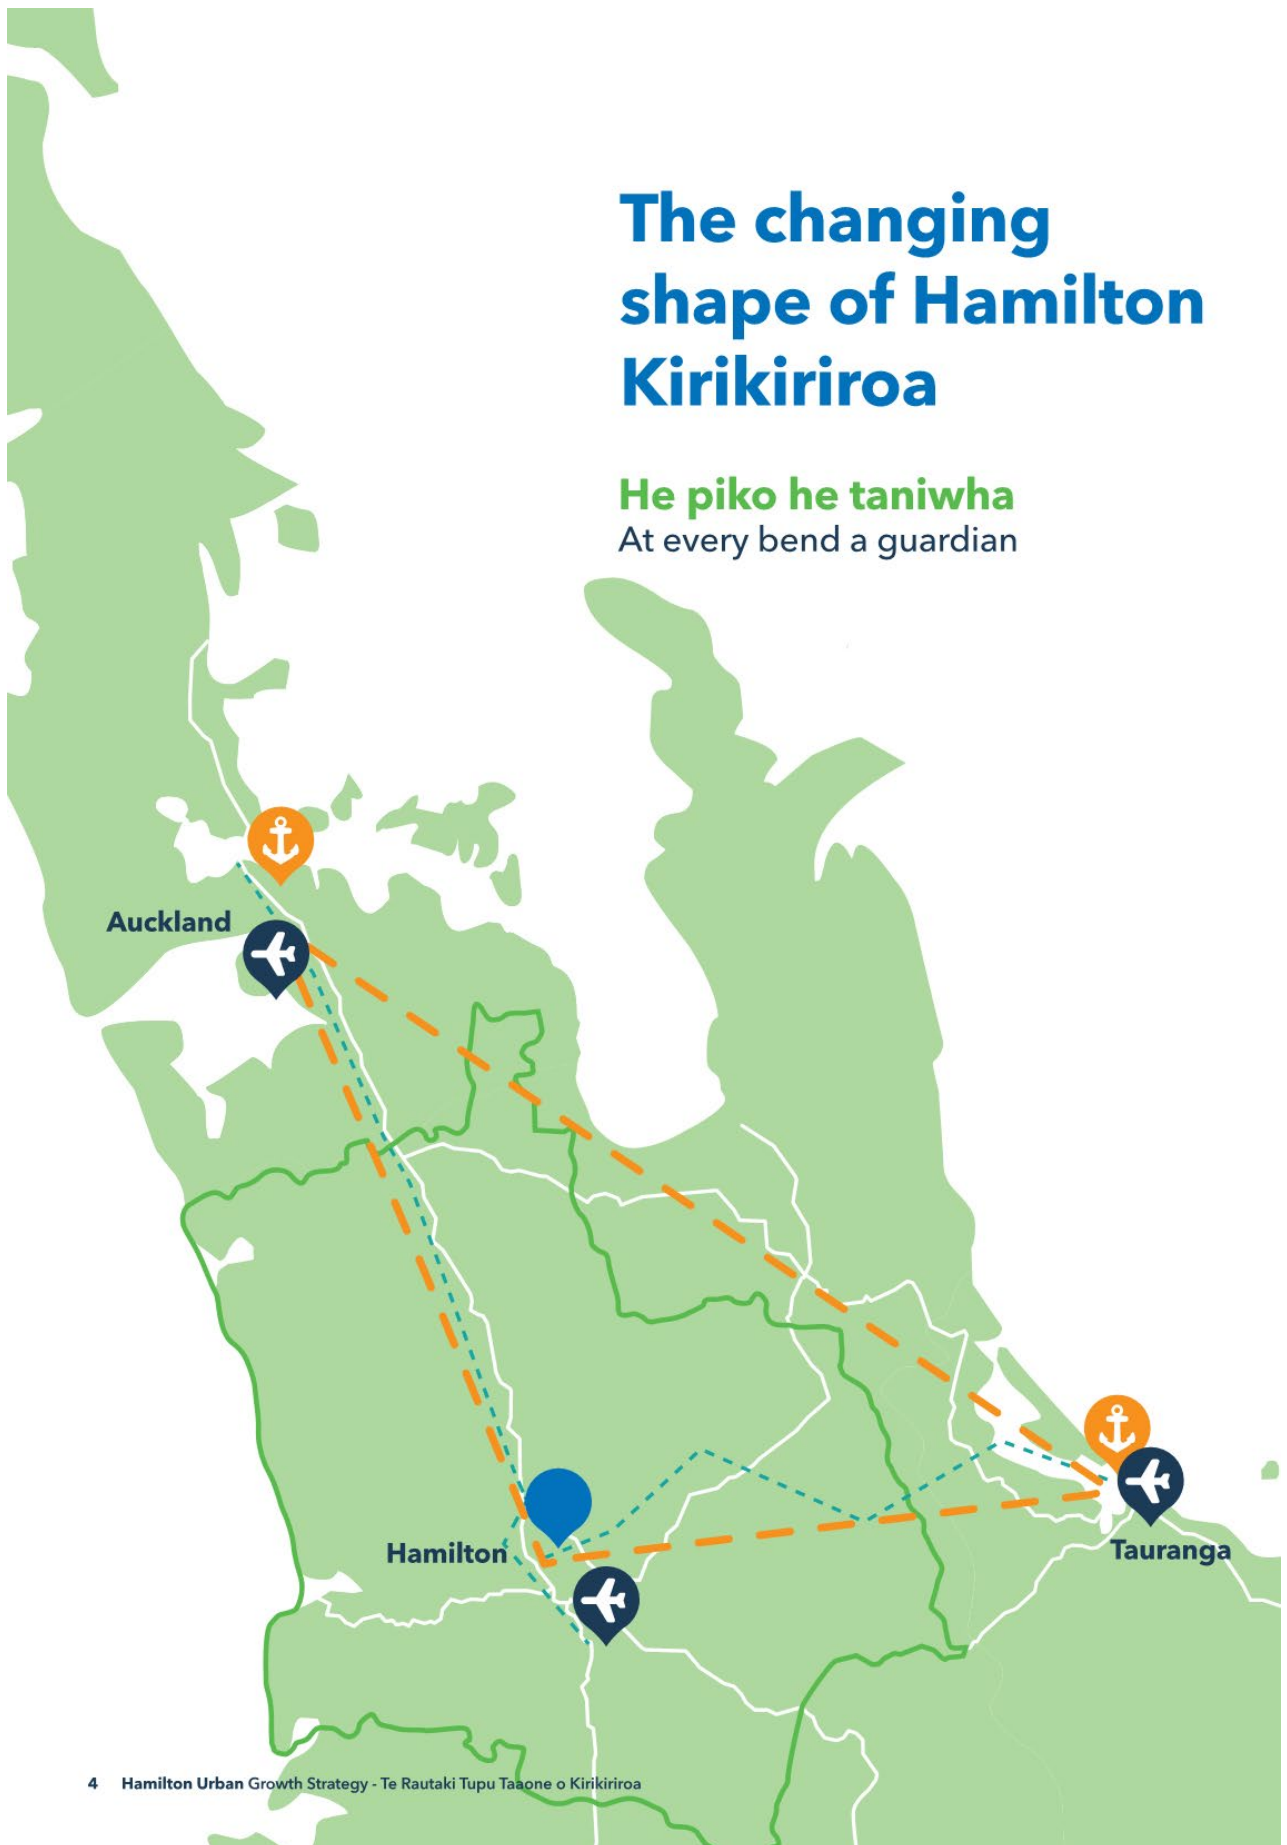 The changing
shape of Hamilton
Kirikiriroa
He piko he taniwha
At every bend a guardian
Auckland
Hamilton
Tauranga
4 Hamilton Urban Growth Strategy - Te Rautaki Tupu Taaone o Kirikiriroa